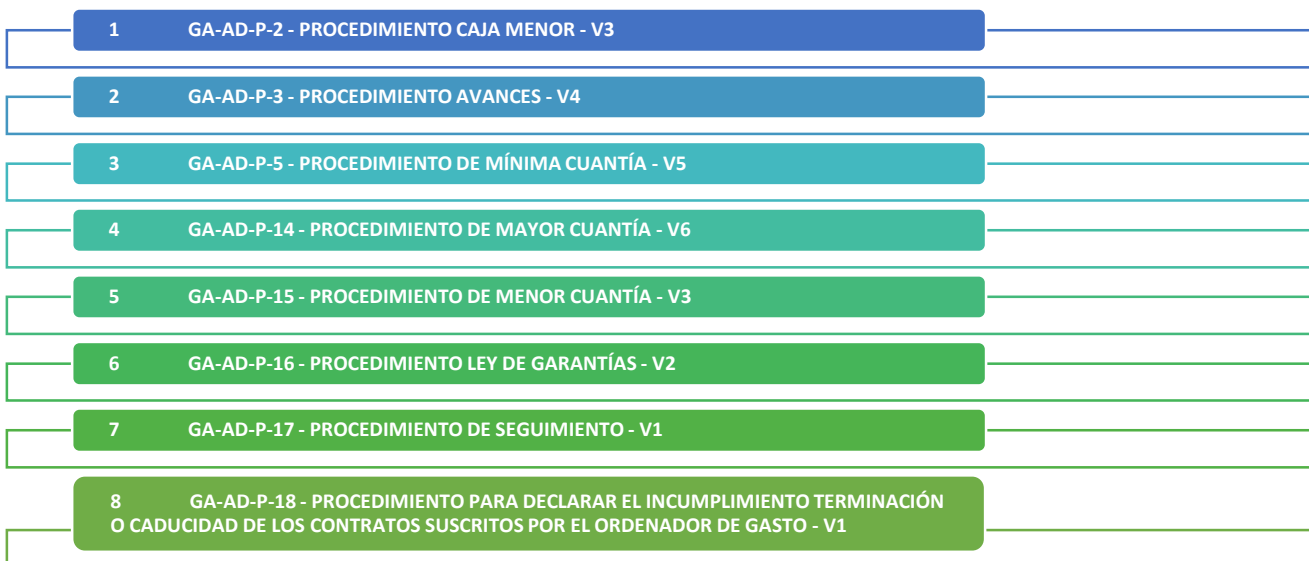 1 GA-AD-P-2 - PROCEDIMIENTO CAJA MENOR - V3
2 GA-AD-P-3 - PROCEDIMIENTO AVANCES - V4
3 GA-AD-P-5 - PROCEDIMIENTO DE MÍNIMA CUANTÍA - V5
4 GA-AD-P-14 - PROCEDIMIENTO DE MAYOR CUANTÍA - V6
5 GA-AD-P-15 - PROCEDIMIENTO DE MENOR CUANTÍA - V3
6 GA-AD-P-16 - PROCEDIMIENTO LEY DE GARANTÍAS - V2
7 GA-AD-P-17 - PROCEDIMIENTO DE SEGUIMIENTO - V1
8 GA-AD-P-18 - PROCEDIMIENTO PARA DECLARAR EL INCUMPLIMIENTO TERMINACIÓN
O CADUCIDAD DE LOS CONTRATOS SUSCRITOS POR EL ORDENADOR DE GASTO - V1